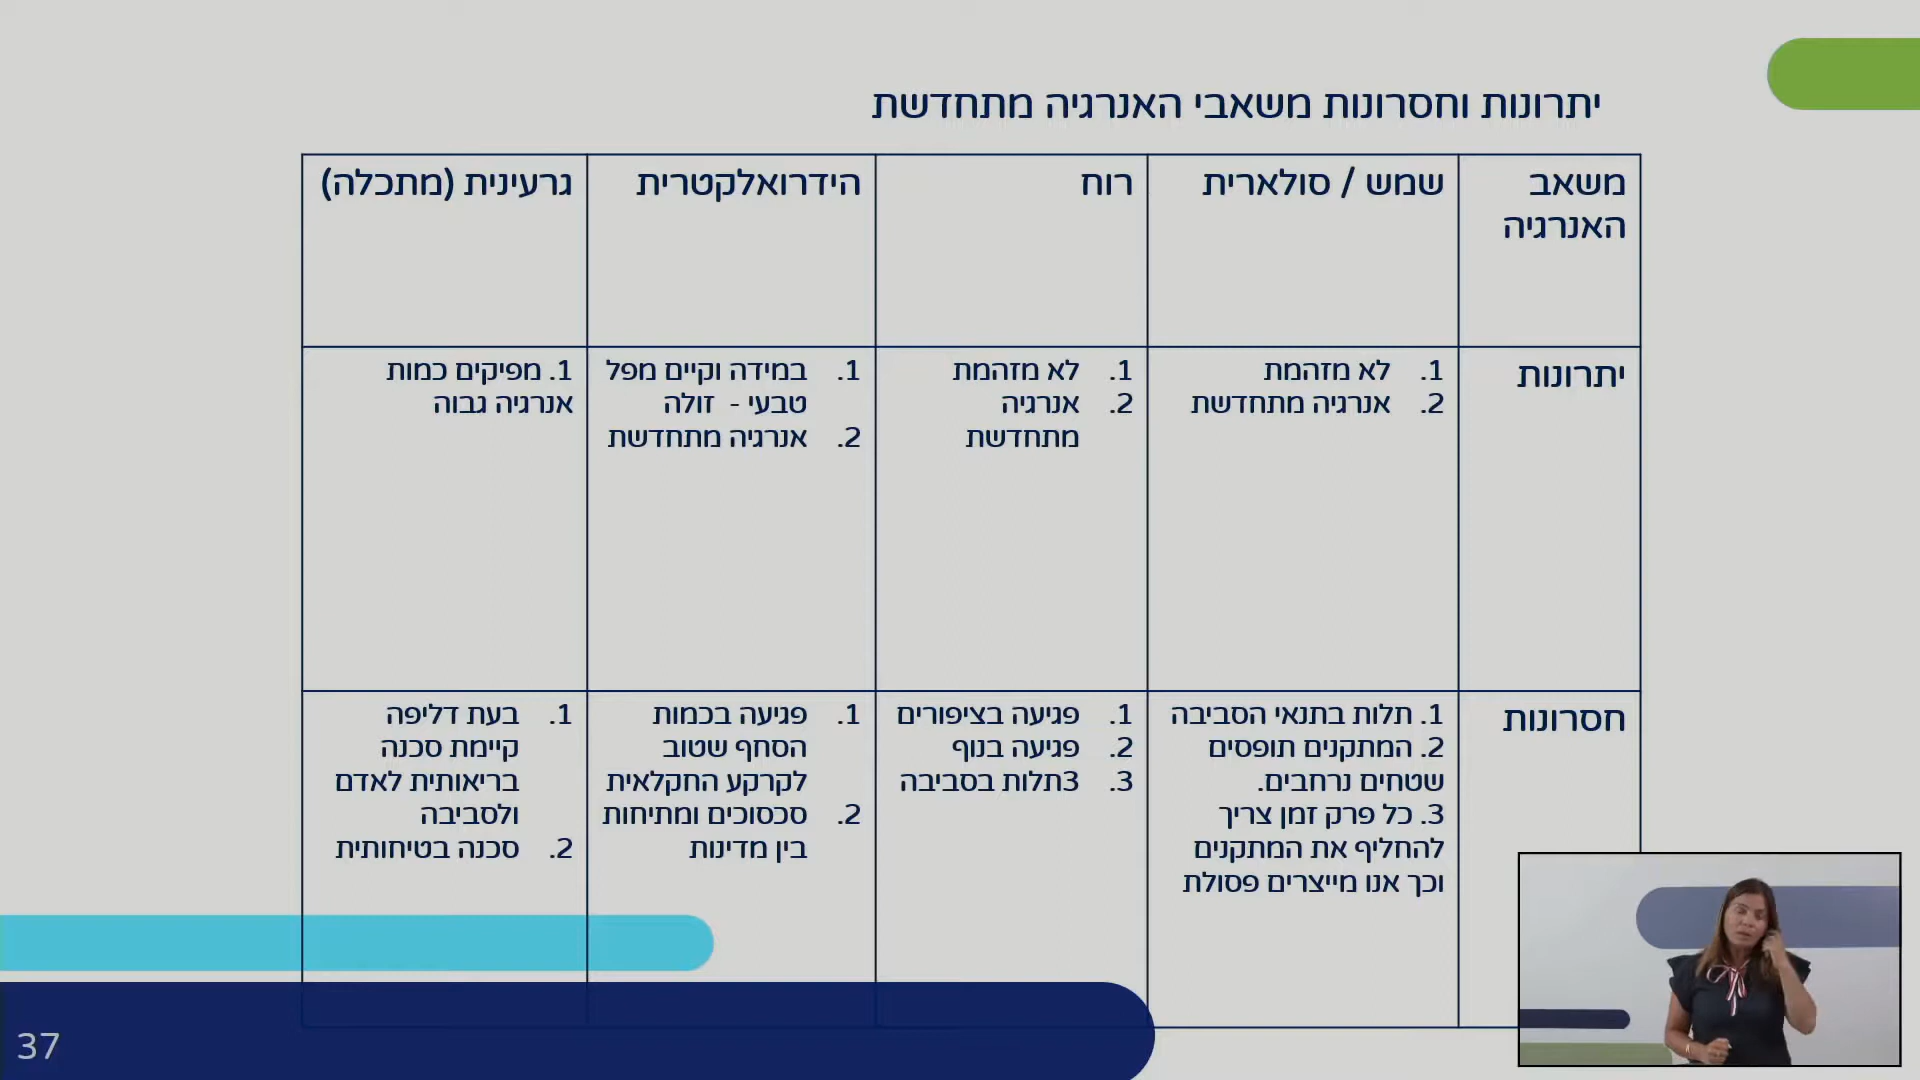 יתרונות וחסרונות משאבי האנרגיה מתחדשת
משאב
האנרגיה
שמש / סולארית
רוח
הידרואלקטרית
גרעינית (מתכלה)
יתרונות
1. לא מזהמת
2. אנרגיה מתחדשת
1. לא מזהמת
2. אנרגיה
מתחדשת
1. במידה וקיים מפל
טבעי - זולה
2. אנרגיה מתחדשת
1. מפיקים כמות
אנרגיה גבוה
חסרונות
1. תלות בתנאי הסביבה
2. המתקנים תופסים
שטחים נרחבים.
3. כל פרק זמן צריך
להחליף את המתקנים
וכך אנו מייצרים פסולת
1. פגיעה בציפורים
2. פגיעה בנוף
3. 3תלות בסביבה
1. פגיעה בכמות
הסחף שטוב
לקרקע החקלאית
2. סכסוכים ומתיחות
בין מדינות
1. בעת דליפה
קיימת סכנה
בריאותית לאדם
ולסביבה
2. סכנה בטיחותית
37